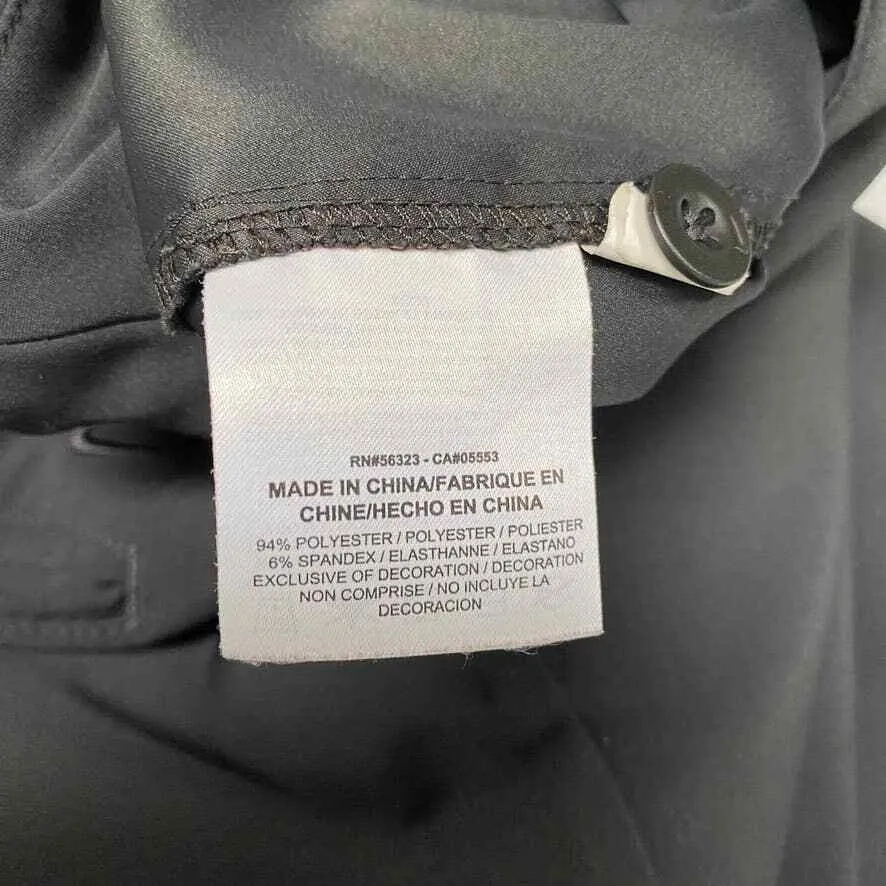 RN#56323 - CA#05553
MADE IN CHINA/FABRIQUE EN
CHINE/HECHO EN CHINA
94% POLYESTER / POLYESTER / POLIESTER
6% SPANDEX / ELASTHANNE / ELASTANO
EXCLUSIVE OF DECORATION / DECORATION
NON COMPRISE / NO INCLUYE LA
DECORACION